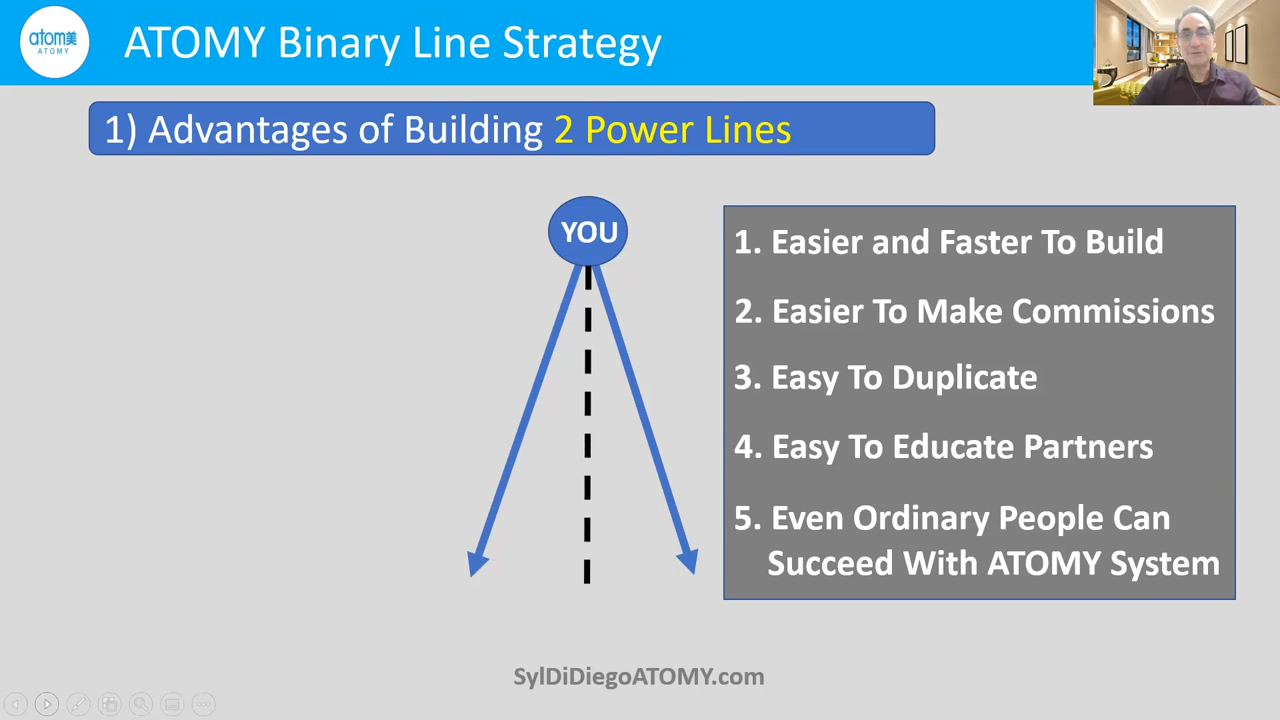 atom美
ATOMY
ATOMY Binary Line Strategy
1) Advantages of Building 2 Power Lines
YOU
1. Easier and Faster To Build
2. Easier To Make Commissions
3. Easy To Duplicate
4. Easy To Educate Partners
5. Even Ordinary People Can
Succeed With ATOMY System
SylDiDiegoATOMY.com